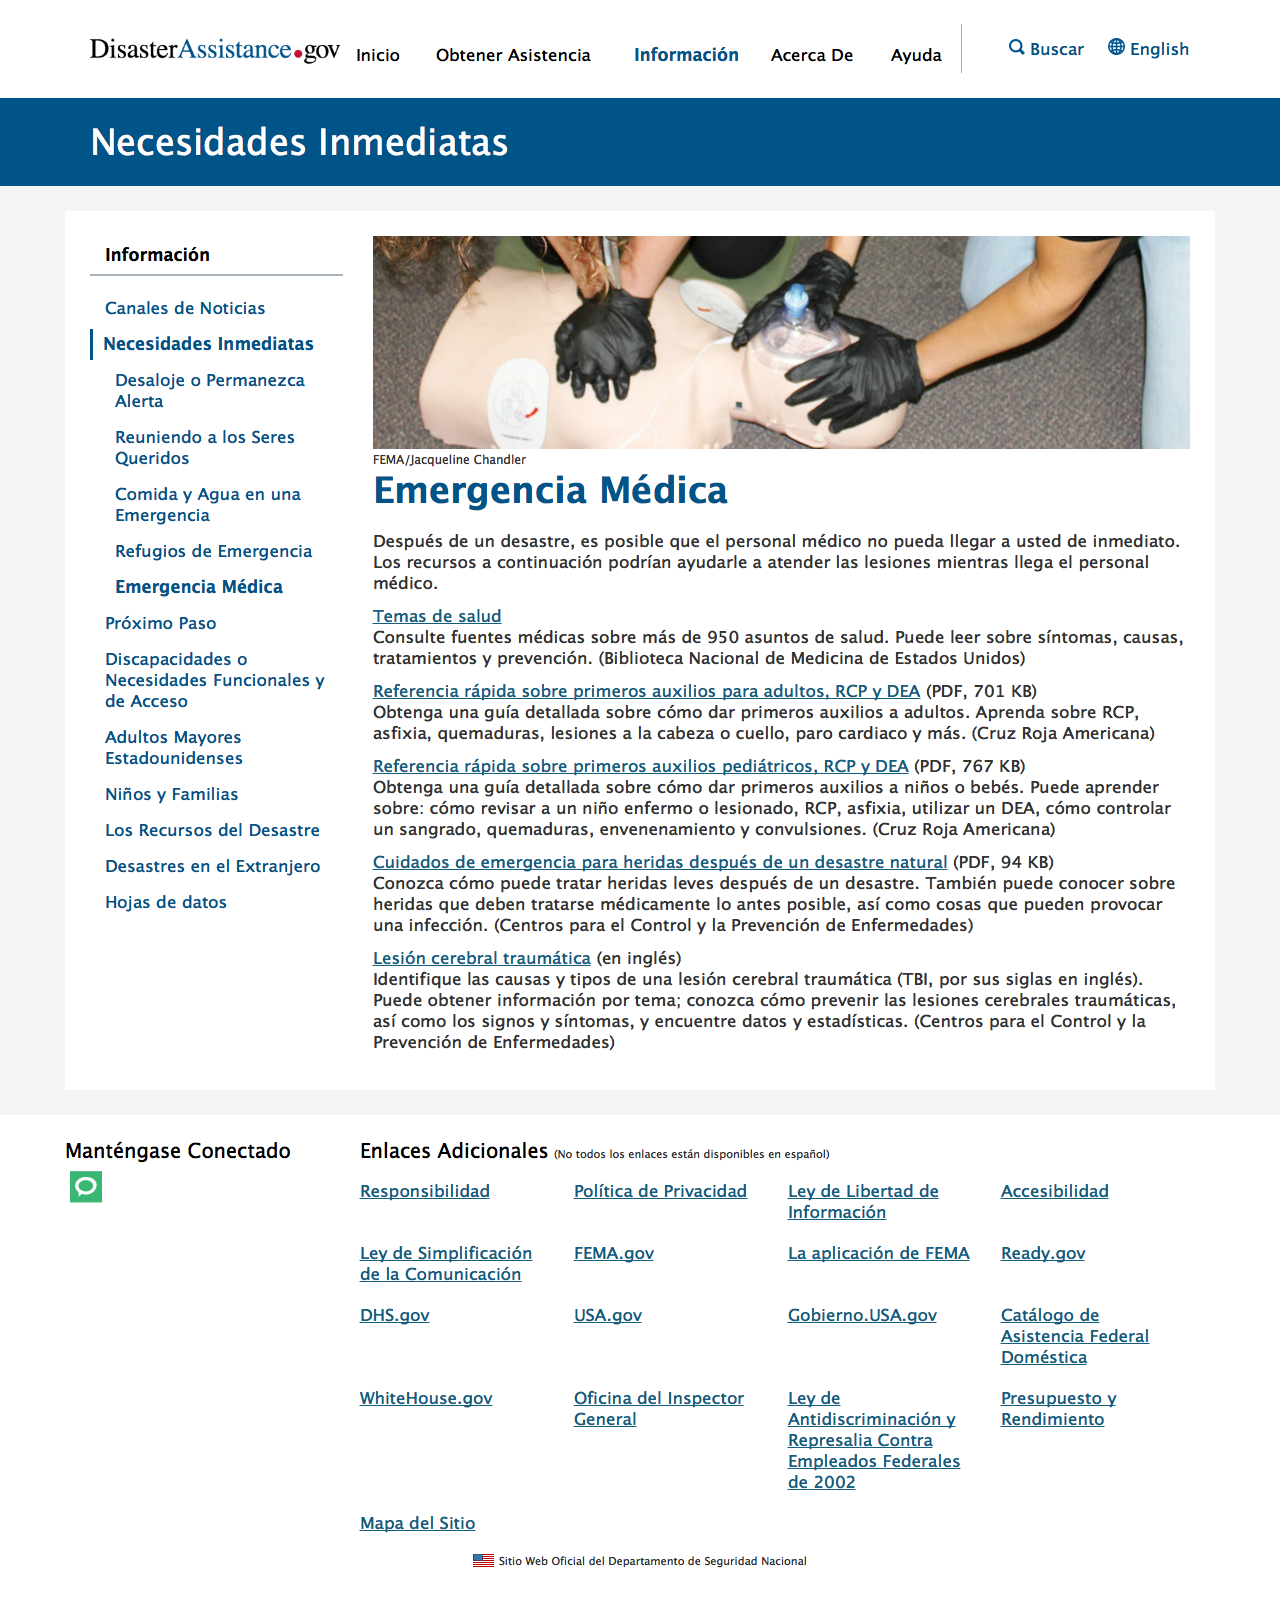 DisasterAssistance.gov
Inicio
Obtener Asistencia
Información
Acerca De
Ayuda
Buscar
English
Necesidades Inmediatas
Información
Canales de Noticias
Necesidades Inmediatas
Desaloje o Permanezca
Alerta
Reuniendo a los Seres
Queridos
Comida y Agua en una
Emergencia
Refugios de Emergencia
Emergencia Médica
Próximo Paso
Discapacidades o
Necesidades Funcionales y
de Acceso
Adultos Mayores
Estadounidenses
Niños y Familias
Los Recursos del Desastre
Desastres en el Extranjero
Hojas de datos
FEMA/Jacqueline Chandler
Emergencia Médica
Después de un desastre, es posible que el personal médico no pueda llegar a usted de inmediato.
Los recursos a continuación podrían ayudarle a atender las lesiones mientras llega el personal
médico.
Temas de salud
Consulte fuentes médicas sobre más de 950 asuntos de salud. Puede leer sobre síntomas, causas,
tratamientos y prevención. (Biblioteca Nacional de Medicina de Estados Unidos)
Referencia rápida sobre primeros auxilios para adultos, RCP y DEA (PDF, 701 KB)
Obtenga una guía detallada sobre cómo dar primeros auxilios a adultos. Aprenda sobre RCP,
asfixia, quemaduras, lesiones a la cabeza o cuello, paro cardiaco y más. (Cruz Roja Americana)
Referencia rápida sobre primeros auxilios pediátricos, RCP y DEA (PDF, 767 KB)
Obtenga una guía detallada sobre cómo dar primeros auxilios a niños o bebés. Puede aprender
sobre: cómo revisar a un niño enfermo o lesionado, RCP, asfixia, utilizar un DEA, cómo controlar
un sangrado, quemaduras, envenenamiento y convulsiones. (Cruz Roja Americana)
Cuidados de emergencia para heridas después de un desastre natural (PDF, 94 KB)
Conozca cómo puede tratar heridas leves después de un desastre. También puede conocer sobre
heridas que deben tratarse médicamente lo antes posible, así como cosas que pueden provocar
una infección. (Centros para el Control y la Prevención de Enfermedades)
Lesión cerebral traumática (en inglés)
Identifique las causas y tipos de una lesión cerebral traumática (TBI, por sus siglas en inglés).
Puede obtener información por tema; conozca cómo prevenir las lesiones cerebrales traumáticas,
así como los signos y síntomas, y encuentre datos y estadísticas. (Centros para el Control y la
Prevención de Enfermedades)
Manténgase Conectado
Enlaces Adicionales (No todos los enlaces están disponibles en español)
Responsibilidad
Política de Privacidad
Ley de Libertad de
Información
Accesibilidad
Ley de Simplificación
de la Comunicación
FEMA.gov
La aplicación de FEMA
Ready.gov
DHS.gov
USA.gov
Gobierno.USA.gov
Catálogo de
Asistencia Federal
Doméstica
WhiteHouse.gov
Oficina del Inspector
General
Ley de
Antidiscriminación y
Represalia Contra
Empleados Federales
de 2002
Presupuesto y
Rendimiento
Mapa del Sitio
Sitio Web Oficial del Departamento de Seguridad Nacional